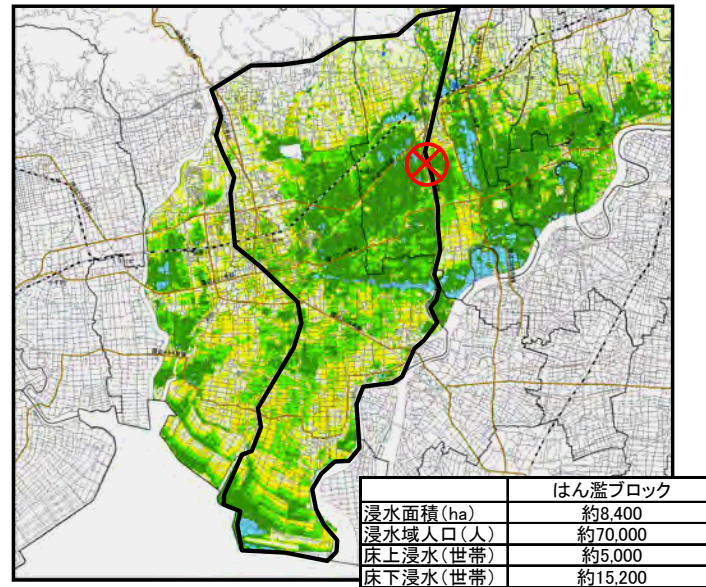 はん濫ブロック
浸水面積(ha) 約8,400
浸水域人口(人) 約70,000
床上浸水(世帯) 約5,000
床下浸水(世帯) 約15,200